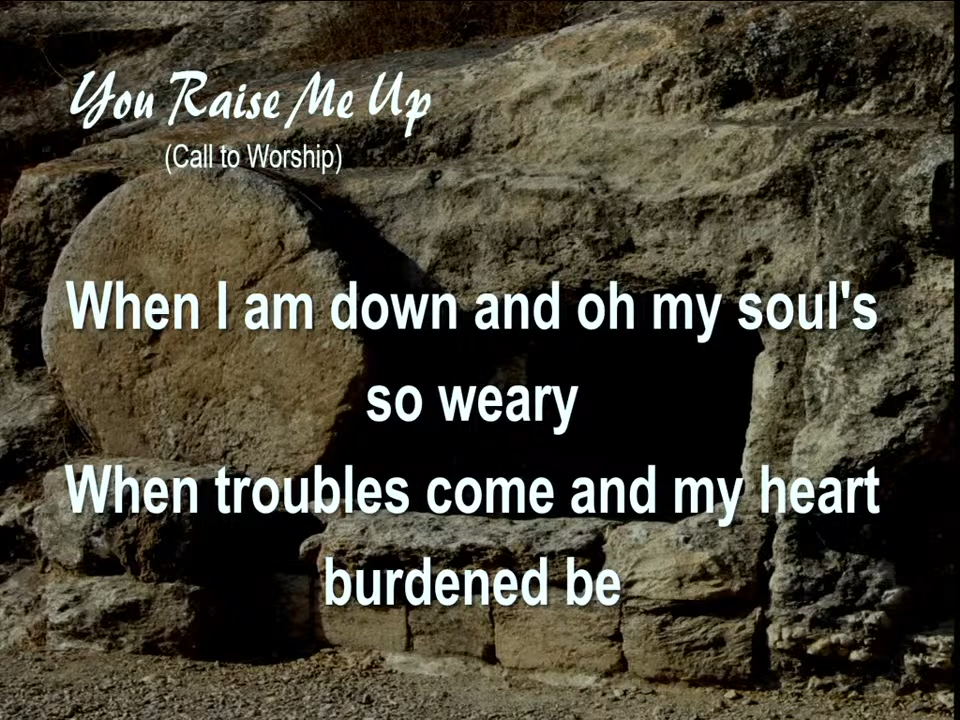 You Raise Me Up
(Call to Worship)
When I am down and oh my soul's
so weary
When troubles come and my heart
burdened be